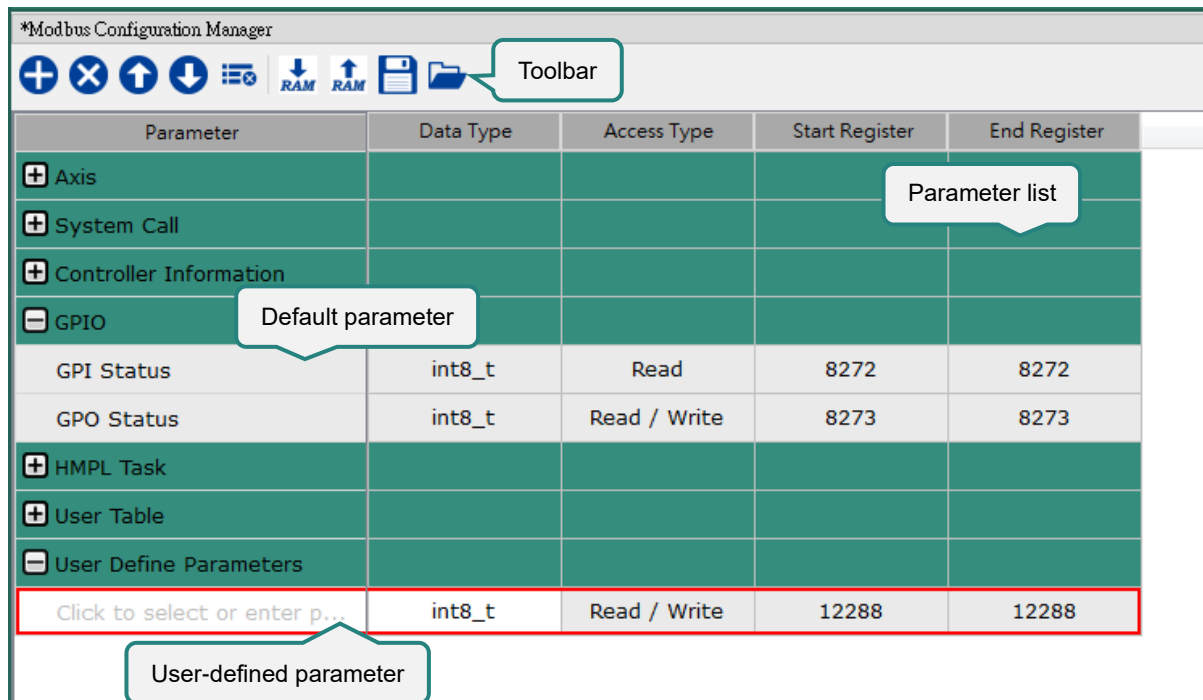 *Modbus Configuration Manager
RAM RAM
Toolbar
Parameter Data Type Access Type Start Register End Register
Axis
Parameter list
System Call
Controller Information
Default parameter
GPIO
GPI Status int8_t Read 8272 8272
GPO Status int8_t Read / Write 8273 8273
HMPL Task
User Table
User Define Parameters
Click to select or enter p... int8_t Read / Write 12288 12288
User-defined parameter